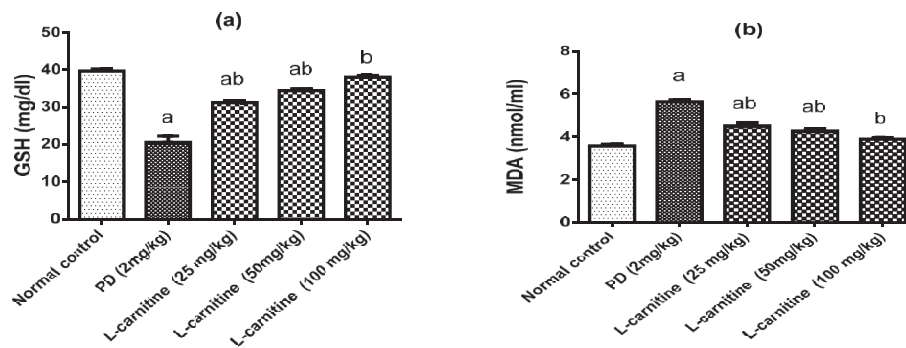 (a)
GSH (mg/dl)
50
40
30
20
10
0
a
ab
ab
b
Normal control
PD (2mg/kg)
L-carnitine (25 mg/kg)
L-carnitine (50mg/kg)
L-carnitine (100 mg/kg)
(b)
MDA (nmol/ml)
8
6
4
2
0
a
ab
ab
b
Normal control
PD (2mg/kg)
L-carnitine (25 mg/kg)
L-carnitine (50mg/kg)
L-carnitine (100 mg/kg)